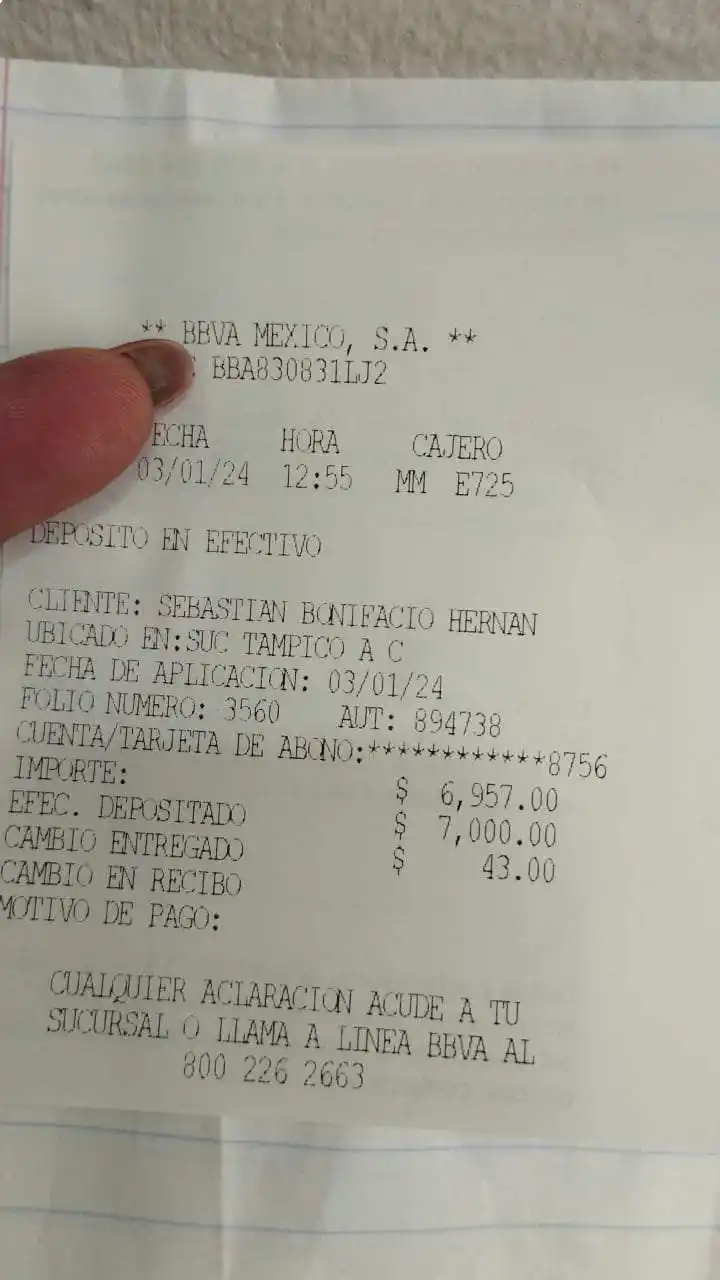 ** BBVA MEXICO, S.A. **
BBA830831LJ2
ECHA HORA CAJERO
03/01/24 12:55 MM E725
DEPOSITO EN EFECTIVO
CLIENTE: SEBASTIAN BONIFACIO HERNAN
UBICADO EN:SUC TAMPICO A C
FECHA DE APLICACION: 03/01/24
FOLIO NUMERO: 3560 AUT: 894738
CUENTA/TARJETA DE ABONO:************8756
IMPORTE: $ 6,957.00
EFEC. DEPOSITADO $ 7,000.00
CAMBIO ENTREGADO $ 43.00
CAMBIO EN RECIBO
MOTIVO DE PAGO:
CUALQUIER ACLARACION ACUDE A TU
SUCURSAL O LLAMA A LINEA BBVA AL
800 226 2663